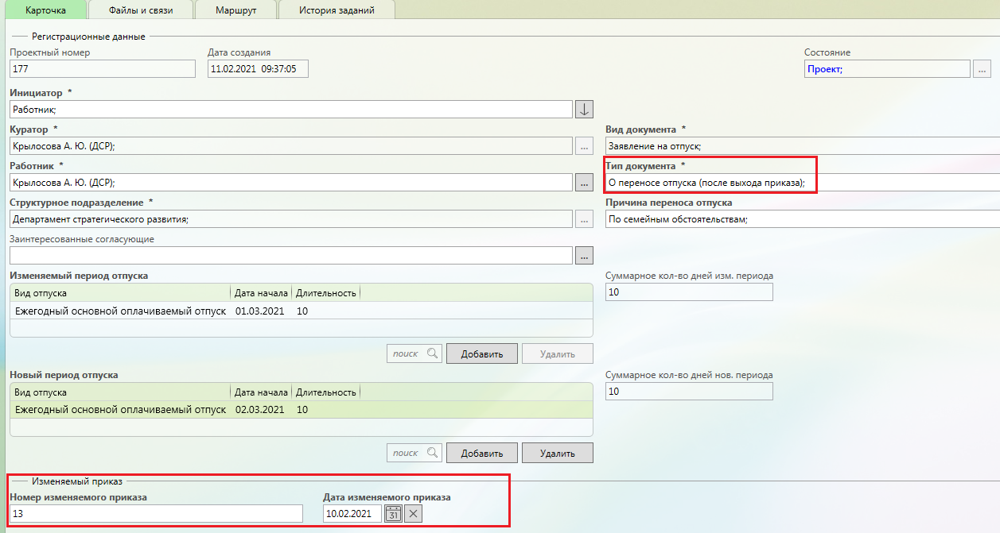 Карточка Файлы и связи Маршрут История заданий
Регистрационные данные
Проектный номер Дата создания Состояние
177 11.02.2021 09:37:05 Проект; ...
Инициатор *
Работник;
Куратор * Вид документа *
Крылосова А. Ю. (ДСР); ... Заявление на отпуск;
Работник * Тип документа *
Крылосова А. Ю. (ДСР); ... О переносе отпуска (после выхода приказа);
Структурное подразделение * Причина переноса отпуска
Департамент стратегического развития; ... По семейным обстоятельствам;
Заинтересованные согласующие
...
Изменяемый период отпуска Суммарное кол-во дней изм. периода
Вид отпуска Дата начала Длительность 10
Ежегодный основной оплачиваемый отпуск 01.03.2021 10
поиск Добавить Удалить
Новый период отпуска Суммарное кол-во дней нов. периода
Вид отпуска Дата начала Длительность 10
Ежегодный основной оплачиваемый отпуск 02.03.2021 10
поиск Добавить Удалить
Изменяемый приказ
Номер изменяемого приказа Дата изменяемого приказа
13 10.02.2021 31